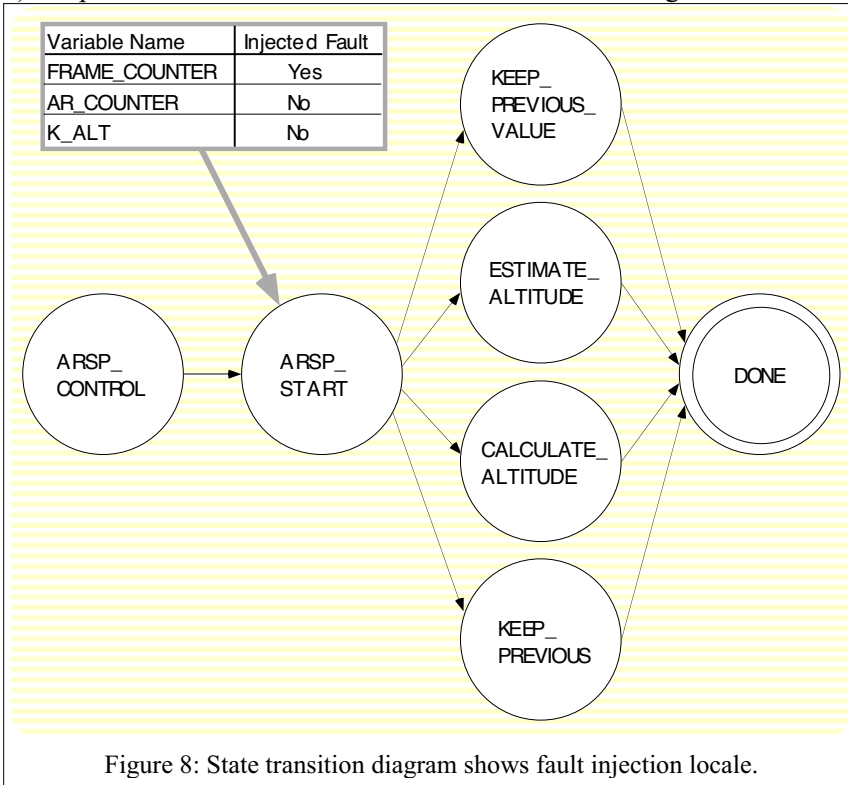 Variable Name Injected Fault
FRAME_COUNTER Yes
AR_COUNTER No
K_ALT No
KEEP_
PREVIOUS_
VALUE
ESTIMATE_
ALTITUDE
ARSP_
CONTROL
ARSP_
START
DONE
CALCULATE_
ALTITUDE
KEEP_
PREVIOUS
Figure 8: State transition diagram shows fault injection locale.